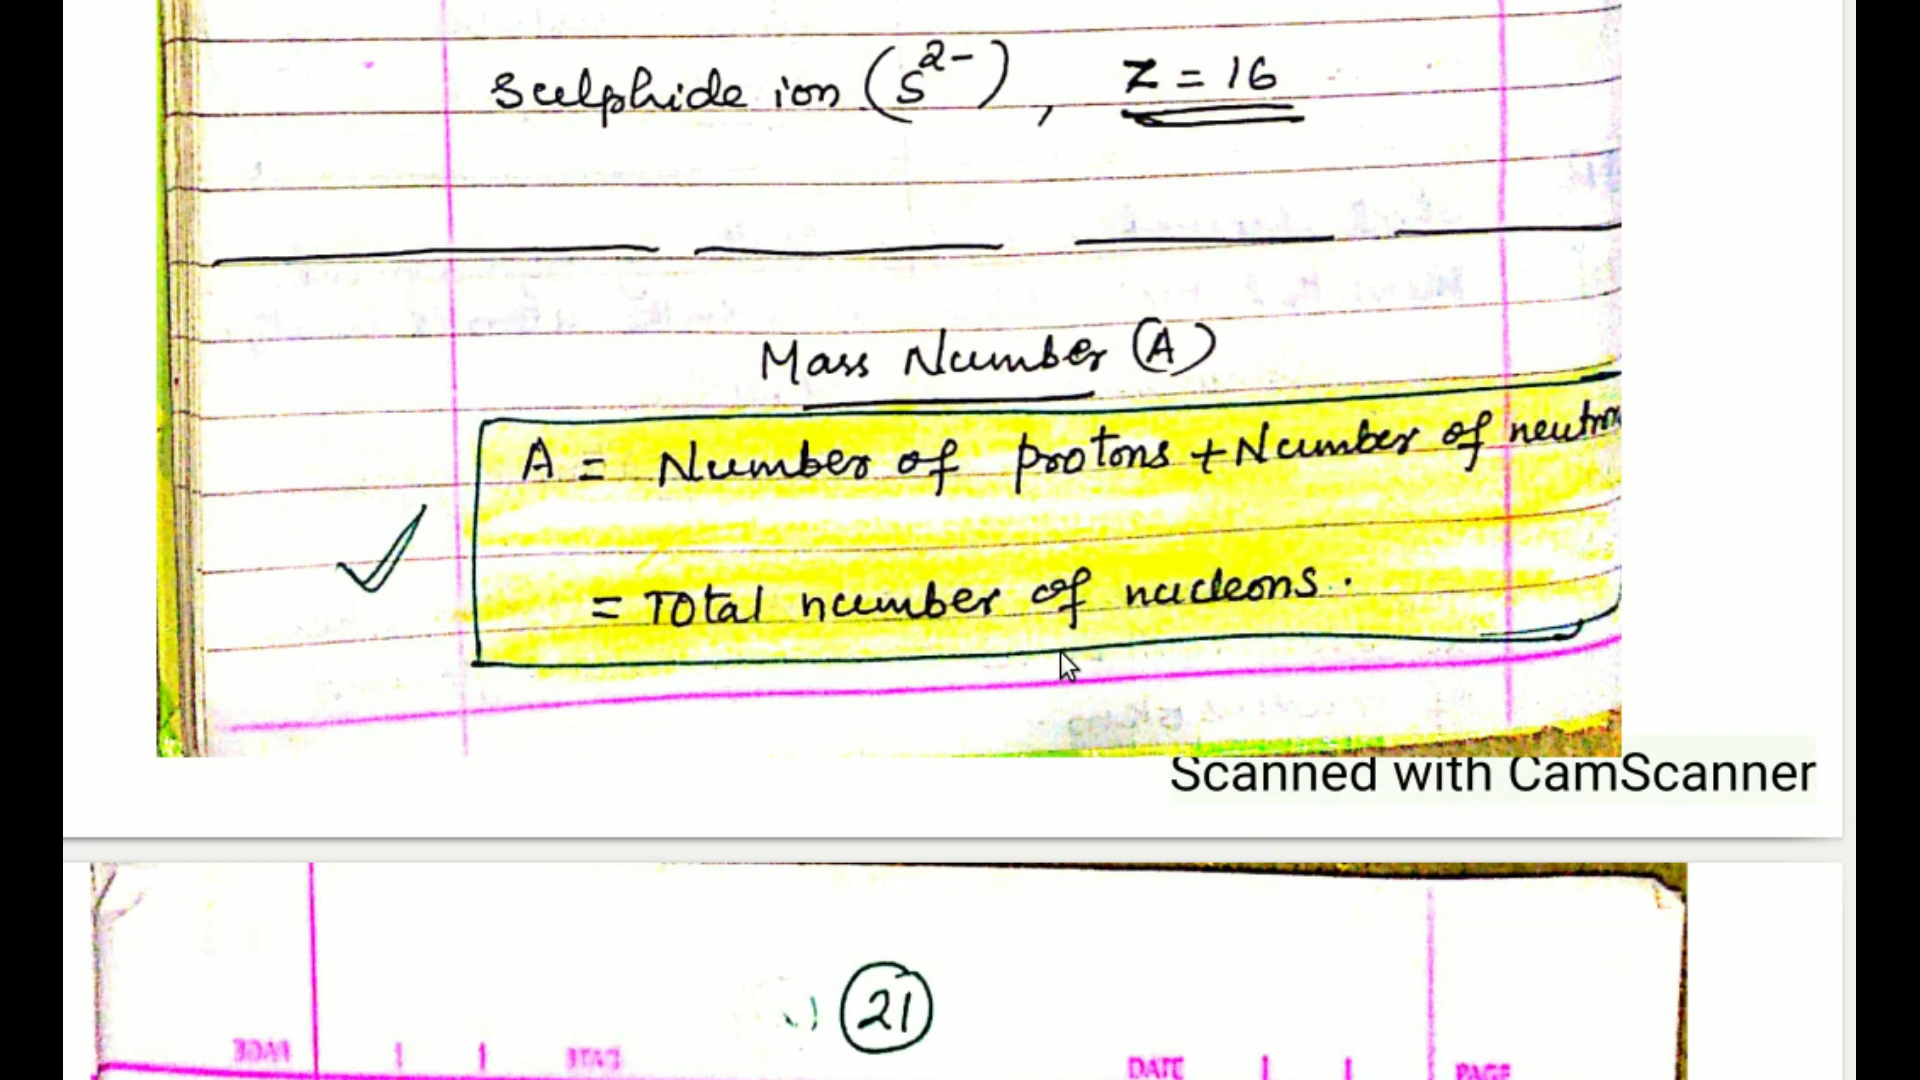 Sulphide ion (S²⁻), Z = 16
Mass Number (A)
A = Number of protons + Number of
= Total number of nucleons.
Scanned with CamScanner
21
DATE PAGE